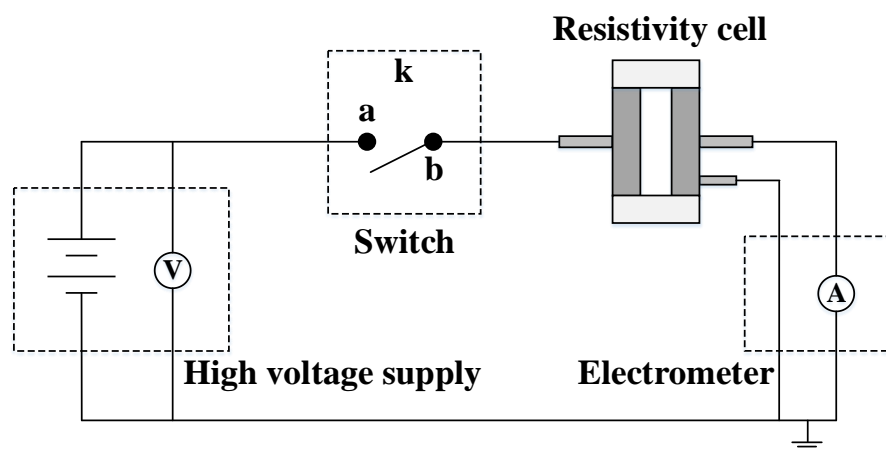 Resistivity cell
k
a
b
Switch
V
A
High voltage supply
Electrometer